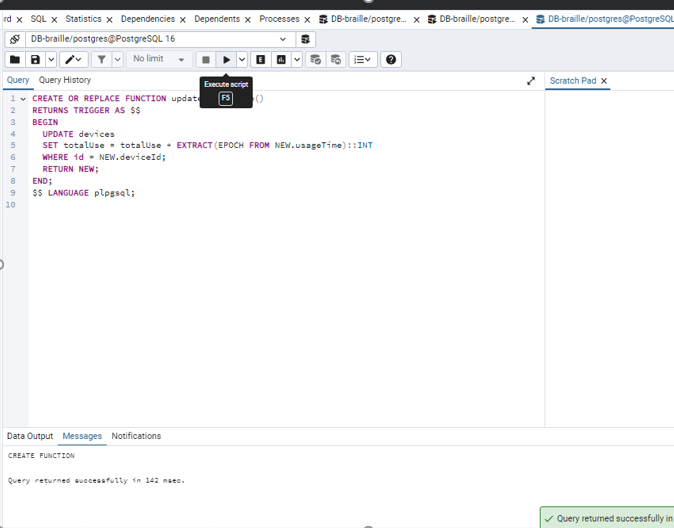 rd × SQL × Statistics × Dependencies × Dependents × Processes × DB-braille/postgre... × DB-braille/postgre... × DB-braille/postgres@PostgreSQL
DB-braille/postgres@PostgreSQL 16
No limit
Execute script
F5
Query Query History
Scratch Pad ×
1 CREATE OR REPLACE FUNCTION ()
2 RETURNS TRIGGER AS $$
3 BEGIN
4 UPDATE devices
5 SET totalUse = totalUse + EXTRACT(EPOCH FROM NEW.usageTime)::INT
6 WHERE id = NEW.deviceId;
7 RETURN NEW;
8 END;
9 $$ LANGUAGE plpgsql;
10
Data Output Messages Notifications
CREATE FUNCTION
Query returned successfully in 142 msec.
Query returned successfully in